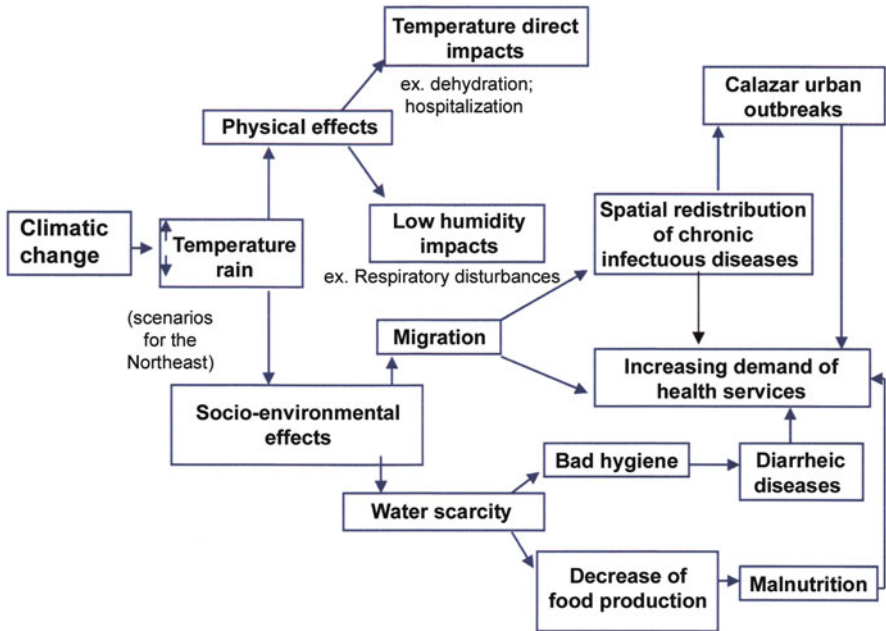 Temperature direct
impacts
ex. dehydration;
hospitalization
Calazar urban
outbreaks
Physical effects
Climatic
change
Temperature
rain
Low humidity
impacts
ex. Respiratory disturbances
Spatial redistribution
of chronic
infectuous diseases
(scenarios
for the
Northeast)
Migration
Increasing demand of
health services
Socio-environmental
effects
Bad hygiene
Diarrheic
diseases
Water scarcity
Decrease of
food production
Malnutrition